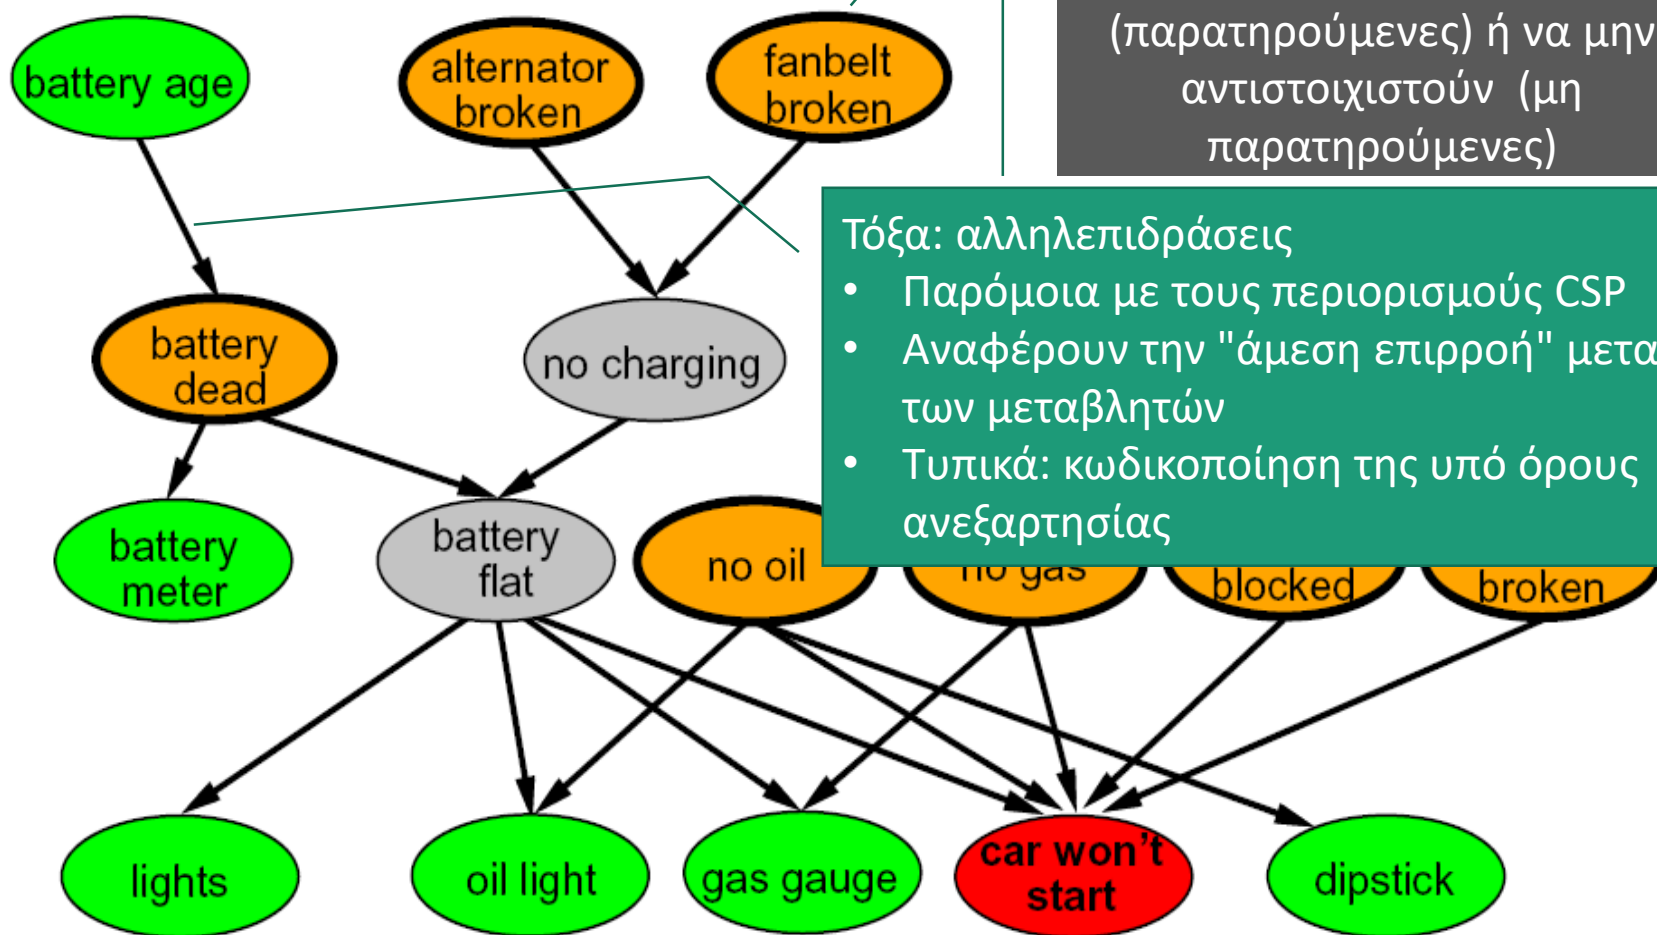 (παρατηρούμενες) ή να μην
αντιστοιχιστούν (μη
παρατηρούμενες)
battery age
alternator
broken
fanbelt
broken
Τόξα: αλληλεπιδράσεις
• Παρόμοια με τους περιορισμούς CSP
• Αναφέρουν την "άμεση επιρροή" μετα
των μεταβλητών
• Τυπικά: κωδικοποίηση της υπό όρους
ανεξαρτησίας
battery
dead
no charging
battery
meter
battery
flat
no oil
no gas
blocked
broken
lights
oil light
gas gauge
car won't
start
dipstick